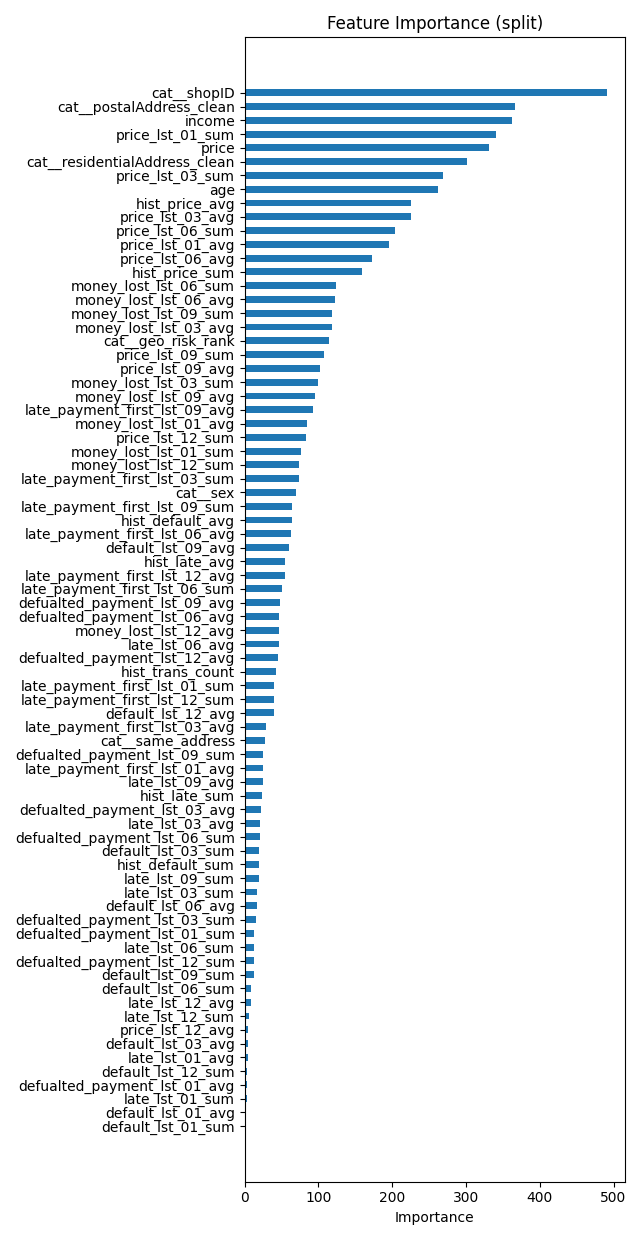 Feature Importance (split)
cat__shopID
cat__postalAddress_clean
income
price_lst_01_sum
price
cat__residentialAddress_clean
price_lst_03_sum
age
hist_price_avg
price_lst_03_avg
price_lst_06_sum
price_lst_01_avg
price_lst_06_avg
hist_price_sum
money_lost_lst_06_sum
money_lost_lst_06_avg
money_lost_lst_09_sum
money_lost_lst_03_avg
cat__geo_risk_rank
price_lst_09_sum
price_lst_09_avg
money_lost_lst_03_sum
money_lost_lst_09_avg
late_payment_first_lst_09_avg
money_lost_lst_01_avg
price_lst_12_sum
money_lost_lst_01_sum
money_lost_lst_12_sum
late_payment_first_lst_03_sum
cat__sex
late_payment_first_lst_09_sum
hist_default_avg
late_payment_first_lst_06_avg
default_lst_09_avg
hist_late_avg
late_payment_first_lst_12_avg
late_payment_first_lst_06_sum
defualted_payment_lst_09_avg
defualted_payment_lst_06_avg
money_lost_lst_12_avg
late_lst_06_avg
defualted_payment_lst_12_avg
hist_trans_count
late_payment_first_lst_01_sum
late_payment_first_lst_12_sum
default_lst_12_avg
late_payment_first_lst_03_avg
cat__same_address
defualted_payment_lst_09_sum
late_payment_first_lst_01_avg
late_lst_09_avg
hist_late_sum
defualted_payment_lst_03_avg
late_lst_03_avg
defualted_payment_lst_06_sum
default_lst_03_sum
hist_default_sum
late_lst_09_sum
late_lst_03_sum
default_lst_06_avg
defualted_payment_lst_03_sum
defualted_payment_lst_01_sum
late_lst_06_sum
defualted_payment_lst_12_sum
default_lst_09_sum
default_lst_06_sum
late_lst_12_avg
late_lst_12_sum
price_lst_12_avg
default_lst_03_avg
late_lst_01_avg
default_lst_12_sum
defualted_payment_lst_01_avg
late_lst_01_sum
default_lst_01_avg
default_lst_01_sum
0 100 200 300 400 500
Importance